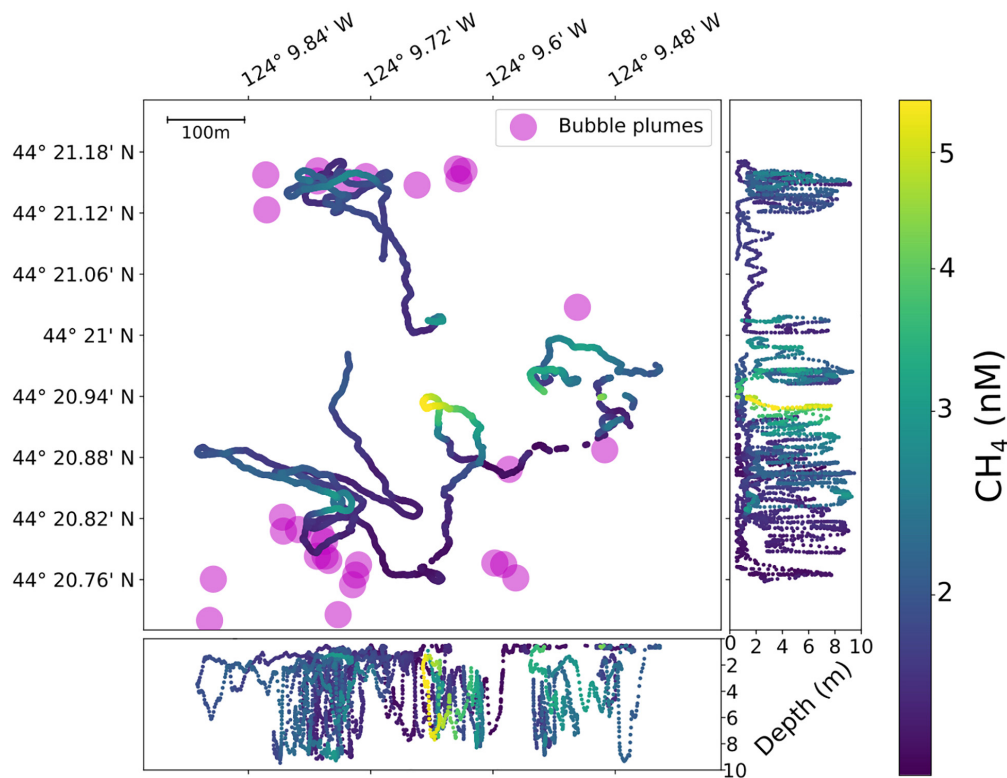 124° 9.84' W
124° 9.72' W
124° 9.6' W
124° 9.48' W
100m
Bubble plumes
44° 21.18' N
44° 21.12' N
44° 21.06' N
44° 21' N
44° 20.94' N
44° 20.88' N
44° 20.82' N
44° 20.76' N
2 4 6 8 10
0
2
4
6
8
10
Depth (m)
5
4
3
2
CH₄ (nM)